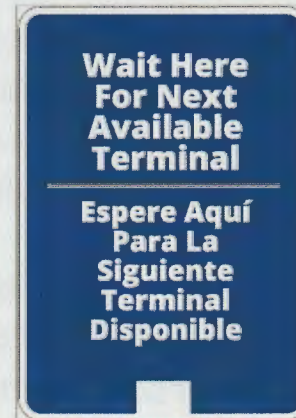 Wait Here
For Next
Available
Terminal
Espere Aquí
Para La
Siguiente
Terminal
Disponible